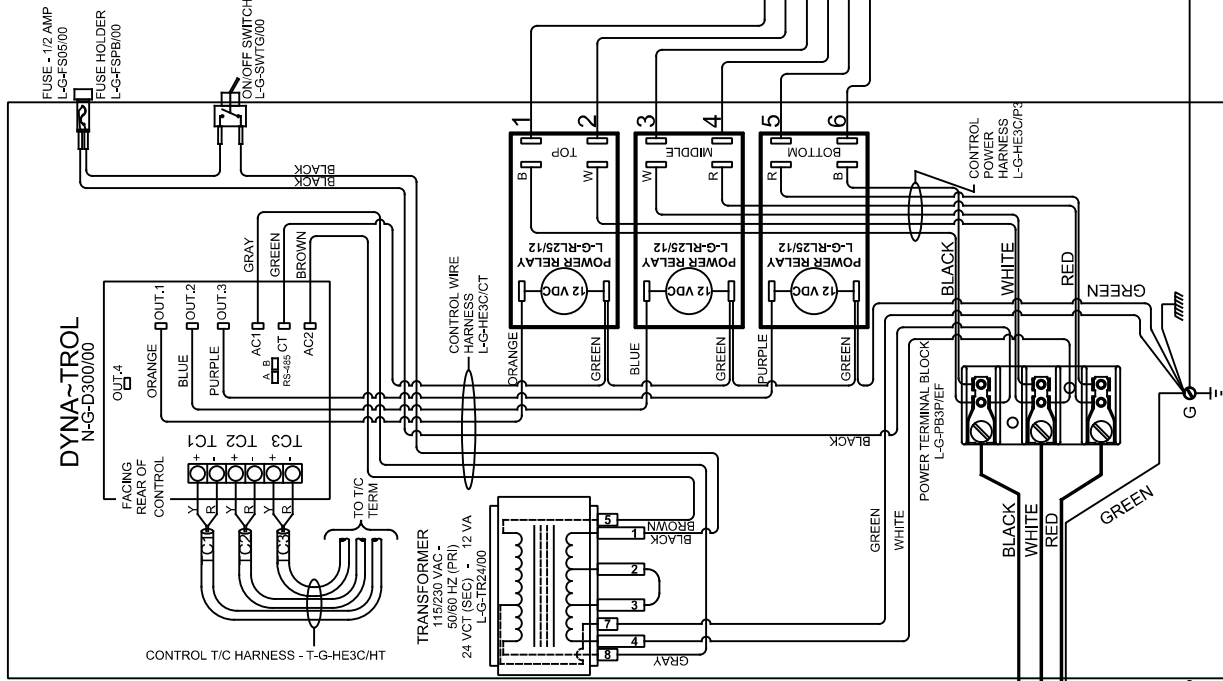 FUSE - 1/2 AMP
L-G-FS05/00
FUSE HOLDER
L-G-FSPB/00
ON/OFF SWITCH
L-G-SWTG/00
BLACK
BLACK
1
2
3
4
5
6
TOP
MIDDLE
BOTTOM
B
W
W
R
R
B
POWER RELAY
L-G-RL25/12
POWER RELAY
L-G-RL25/12
POWER RELAY
L-G-RL25/12
12 VDC
12 VDC
12 VDC
CONTROL
POWER
HARNESS
L-G-HE3C/P3
BLACK
WHITE
RED
GREEN
GRAY
GREEN
BROWN
DYNA~TROL
N-G-D300/00
OUT.4
OUT.1
OUT.2
OUT.3
AC1
A B
RS-485
CT
AC2
ORANGE
BLUE
PURPLE
CONTROL WIRE
HARNESS
L-G-HE3C/CT
ORANGE
GREEN
BLUE
GREEN
PURPLE
GREEN
BLACK
POWER TERMINAL BLOCK
L-G-PB3P/EF
G
TC1
TC2
TC3
+
-
+
-
+
-
FACING
REAR OF
CONTROL
Y
R
Y
R
Y
R
TC1
TC2
TC3
TO T/C
TERM
CONTROL T/C HARNESS - T-G-HE3C/HT
TRANSFORMER
115/230 VAC -
50/60 HZ (PRI)
24 VCT (SEC) - 12 VA
L-G-TR24/00
5
BROWN
1
BLACK
2
3
7
4
8
GRAY
GREEN
WHITE
BLACK
WHITE
RED
GREEN